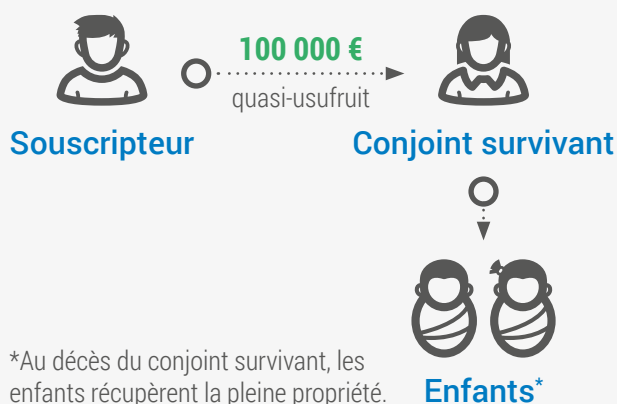 100 000 €
quasi-usufruit
Souscripteur
Conjoint survivant
*Au décès du conjoint survivant, les
enfants récupèrent la pleine propriété.
Enfants*